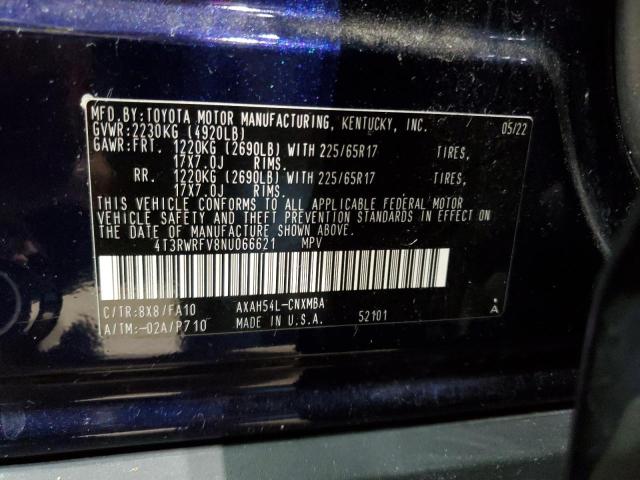 MFD.BY:TOYOTA MOTOR MANUFACTURING, KENTUCKY, INC. 05/22
GVWR:2230KG (4920LB)
GAWR:FRT. 1220KG (2690LB) WITH 225/65R17 TIRES,
17X7.0J RIMS.
RR. 1220KG (2690LB) WITH 225/65R17 TIRES,
17X7.0J RIMS.
THIS VEHICLE CONFORMS TO ALL APPLICABLE FEDERAL MOTOR
VEHICLE SAFETY AND THEFT PREVENTION STANDARDS IN EFFECT ON
THE DATE OF MANUFACTURE SHOWN ABOVE.
4T3RWRFV8NU066621 MPV
C/TR:8X8/FA10 AXAH54L-CNXMBA
A/TM:-02A/P710 MADE IN U.S.A. 52101 A